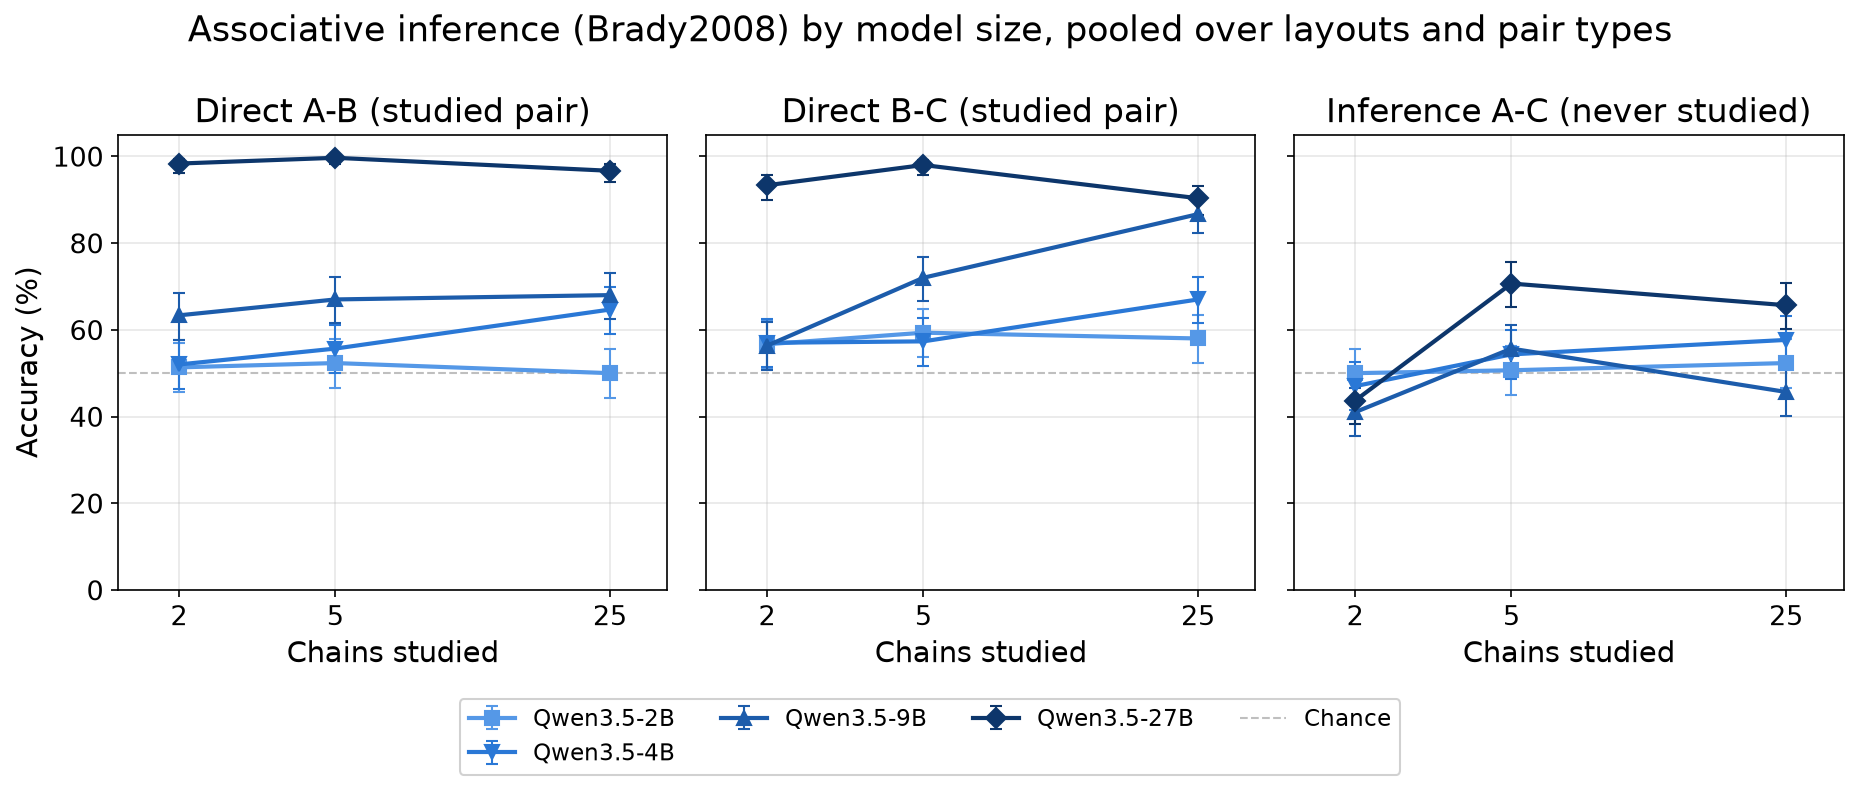 Associative inference (Brady2008) by model size, pooled over layouts and pair types
Direct A-B (studied pair)
Direct B-C (studied pair)
Inference A-C (never studied)
Accuracy (%)
100
80
60
40
20
0
2
5
25
2
5
25
2
5
25
Chains studied
Chains studied
Chains studied
Qwen3.5-2B
Qwen3.5-9B
Qwen3.5-27B
Chance
Qwen3.5-4B